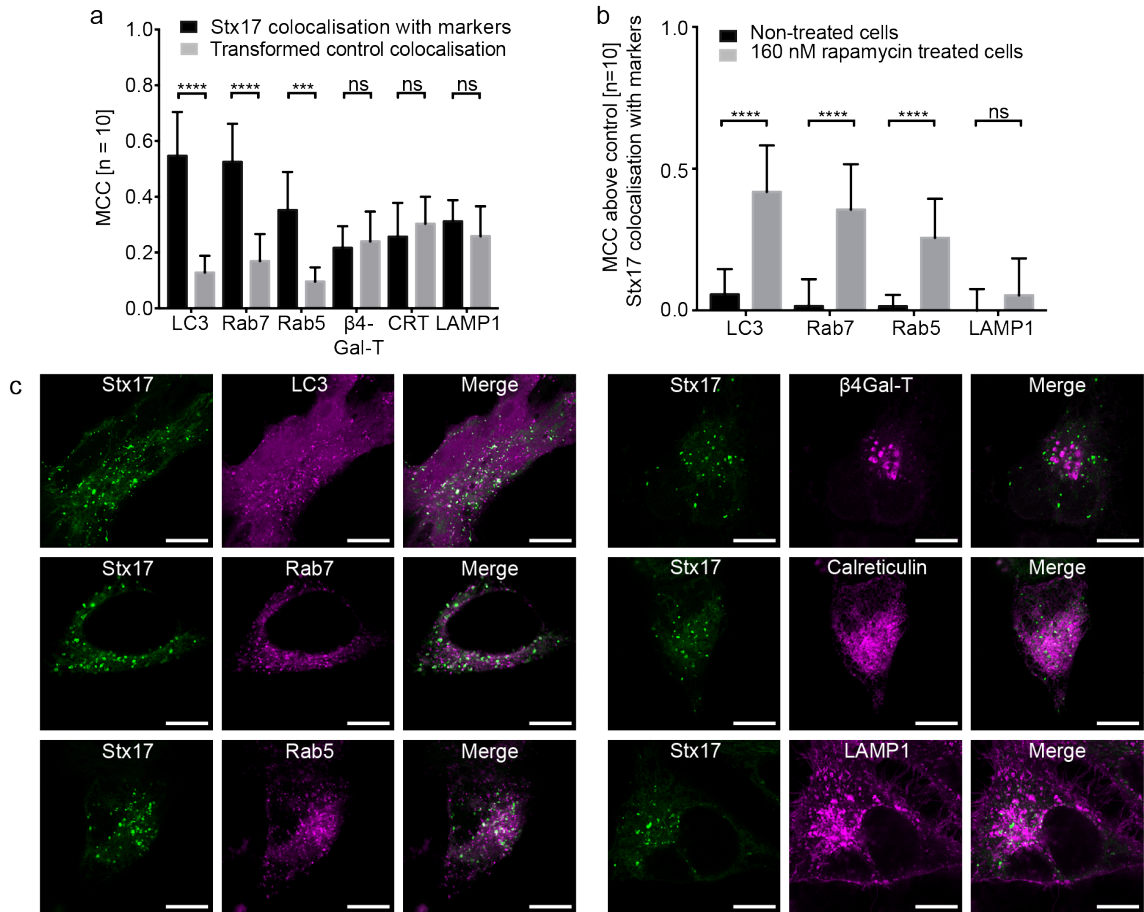 a
MCC [n = 10]
1.0
0.8
0.6
0.4
0.2
0.0
Stx17 colocalisation with markers
Transformed control colocalisation
**** **** *** ns ns ns
LC3 Rab7 Rab5 β4- CRT LAMP1
Gal-T
b
MCC above control [n=10]
Stx17 colocalisation with markers
1.0
0.5
0.0
Non-treated cells
160 nM rapamycin treated cells
**** **** **** ns
LC3 Rab7 Rab5 LAMP1
c
Stx17 LC3 Merge
Stx17 β4Gal-T Merge
Stx17 Rab7 Merge
Stx17 Calreticulin Merge
Stx17 Rab5 Merge
Stx17 LAMP1 Merge